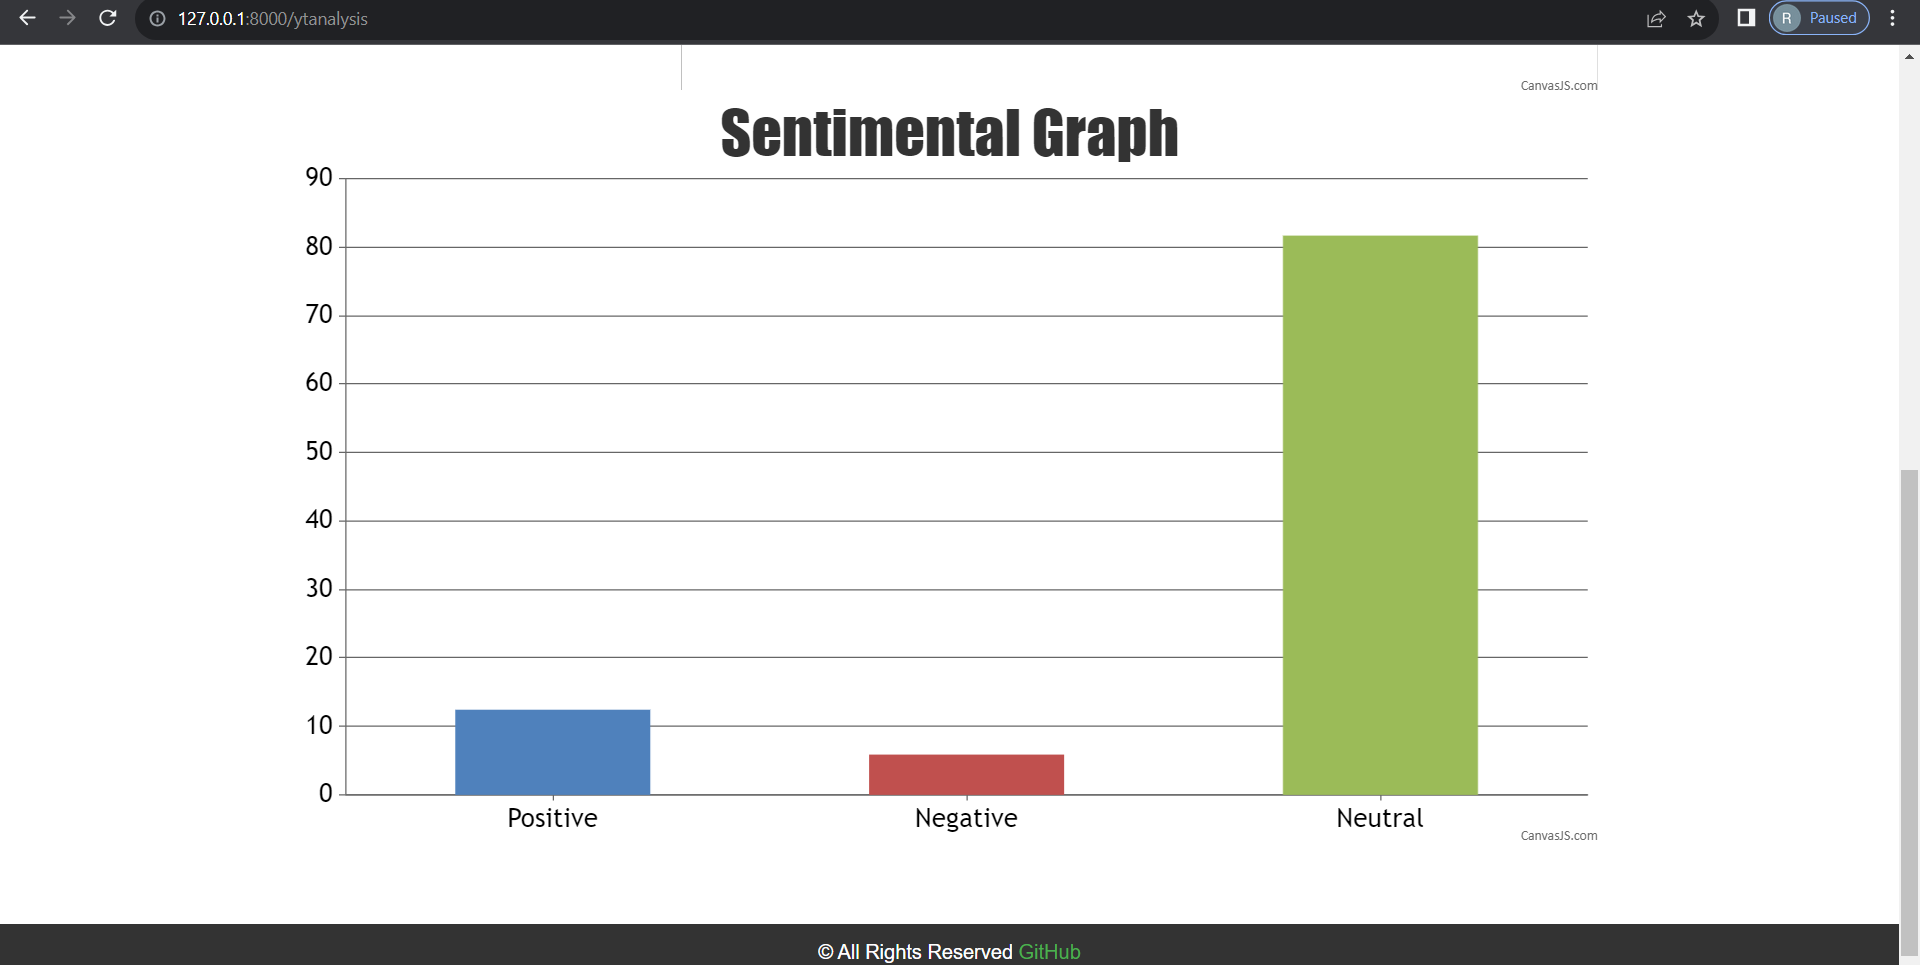 127.0.0.1:8000/ytanalysis
R Paused
CanvasJS.com
Sentimental Graph
90
80
70
60
50
40
30
20
10
0
Positive Negative Neutral
CanvasJS.com
© All Rights Reserved GitHub